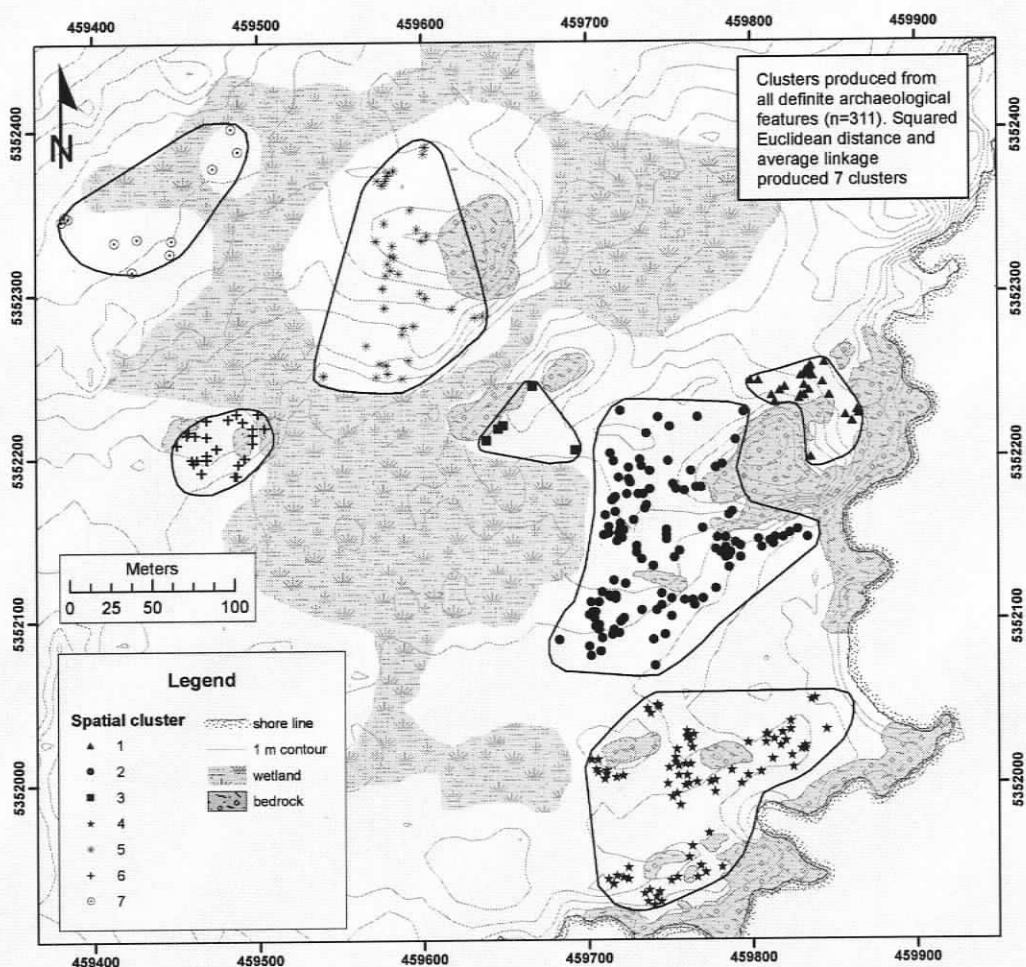 459400 459500 459600 459700 459800 459900
Clusters produced from
all definite archaeological
features (n=311). Squared
Euclidean distance and
average linkage
produced 7 clusters
N
5352400 5352400
5352300 5352300
5352200 5352200
5352100 5352100
5352000 5352000
Meters
0 25 50 100
Legend
Spatial cluster
1
2
3
4
5
6
7
shore line
1 m contour
wetland
bedrock
459400 459500 459600 459700 459800 459900